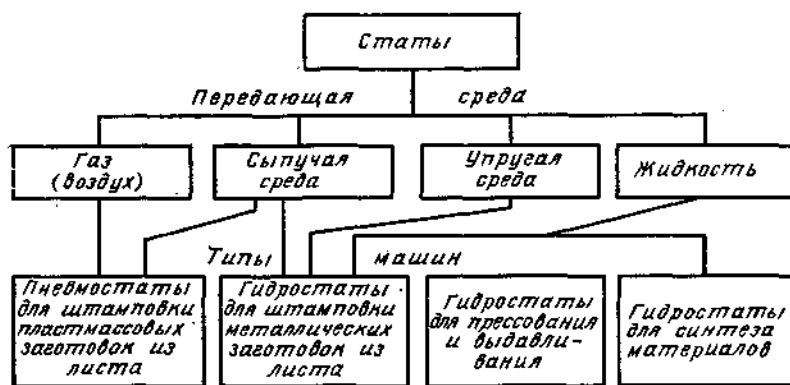 Статы
Передающая среда
Газ
(воздух)
Сыпучая
среда
Упругая
среда
Жидкость
Типы машин
Пневмостаты
для штамповки
пластмассовых
заготовок из
листа
Гидростаты
для штамповки
металлических
заготовок из
листа
Гидростаты
для прессования
и выдавли-
вания
Гидростаты
для синтеза
материалов